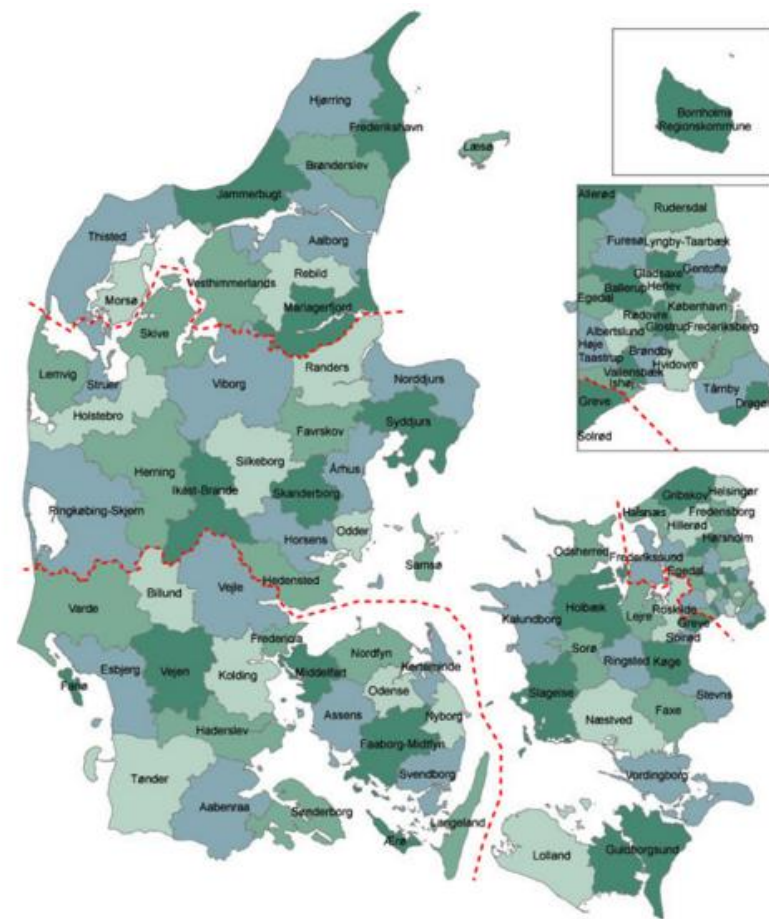 Hjørring
Frederikshavn
Læsø
Brønderslev
Jammerbugt
Thisted
Aalborg
Vesthimmerlands
Rebild
Morsø
Mariagerfjord
Skive
Lemvig
Struer
Viborg
Randers
Norddjurs
Holstebro
Syddjurs
Favrskov
Silkeborg
Herning
Århus
Ikast-Brande
Skanderborg
Ringkøbing-Skjern
Odder
Horsens
Samsø
Hedensted
Billund
Vejle
Varde
Fredericia
Nordfyn
Esbjerg
Vejen
Kolding
Middelfart
Kerteminde
Fanø
Odense
Assens
Nyborg
Haderslev
Faaborg-Midtfyn
Svendborg
Tønder
Aabenraa
Sønderborg
Ærø
Langeland
Bornholms
Regionskommune
Allerød
Rudersdal
Furesø
Lyngby-Taarbæk
Gladsaxe
Gentofte
Ballerup
Herlev
Egedal
Rødovre
København
Albertslund
Glostrup
Frederiksberg
Høje
Taastrup
Brøndby
Hvidovre
Vallensbæk
Ishøj
Tårnby
Greve
Dragør
Solrød
Gribskov
Helsingør
Halsnæs
Fredensborg
Hillerød
Hørsholm
Odsherred
Frederikssund
Egedal
Kalundborg
Holbæk
Lejre
Roskilde
Greve
Solrød
Sorø
Ringsted
Køge
Slagelse
Stevns
Næstved
Faxe
Vordingborg
Lolland
Guldborgsund